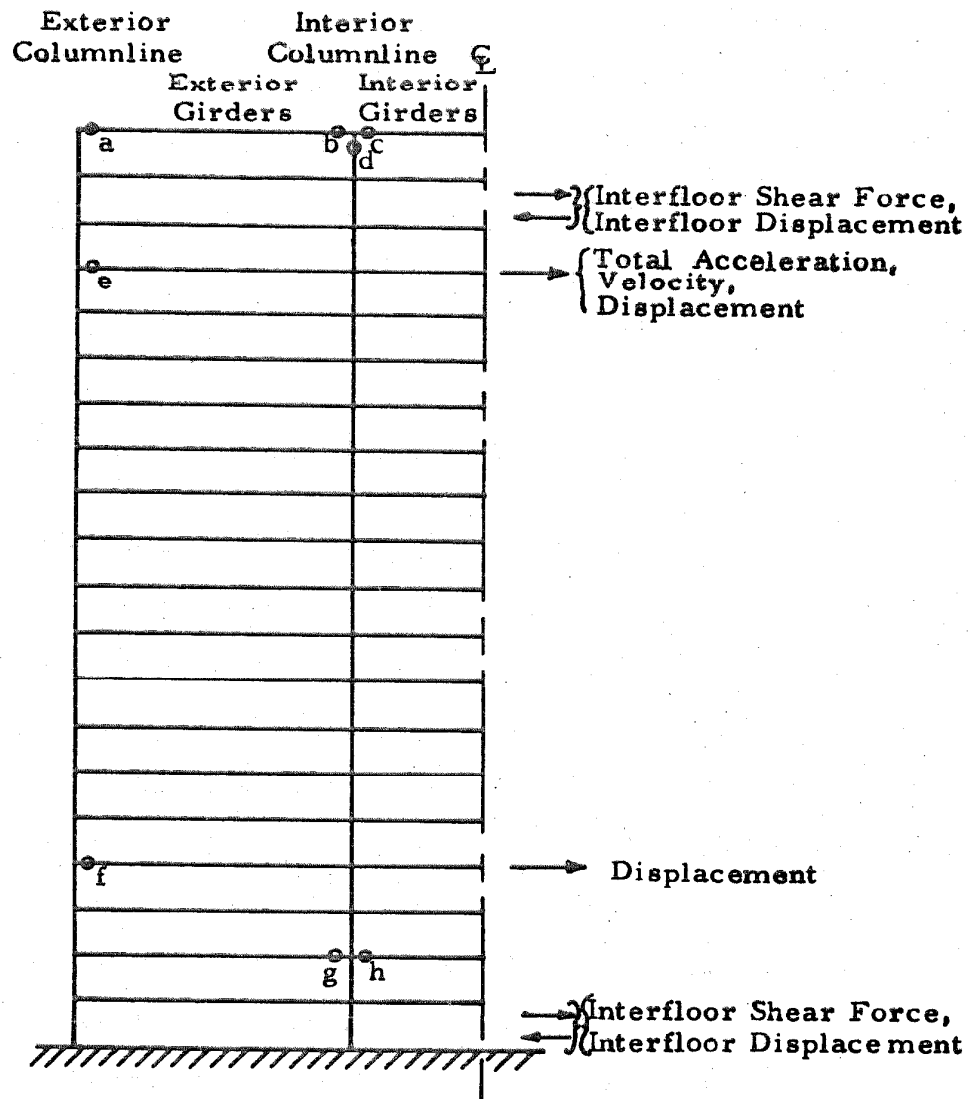 Exterior
Columnline
Interior
Columnline
℄
Exterior
Girders
Interior
Girders
a
b
c
d
Interfloor Shear Force,
Interfloor Displacement
e
Total Acceleration,
Velocity,
Displacement
f
Displacement
g
h
Interfloor Shear Force,
Interfloor Displacement